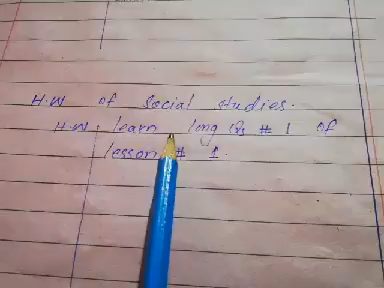 H.W of Social studies.
H.W: learn long Qs # 1 of
lesson # 1.